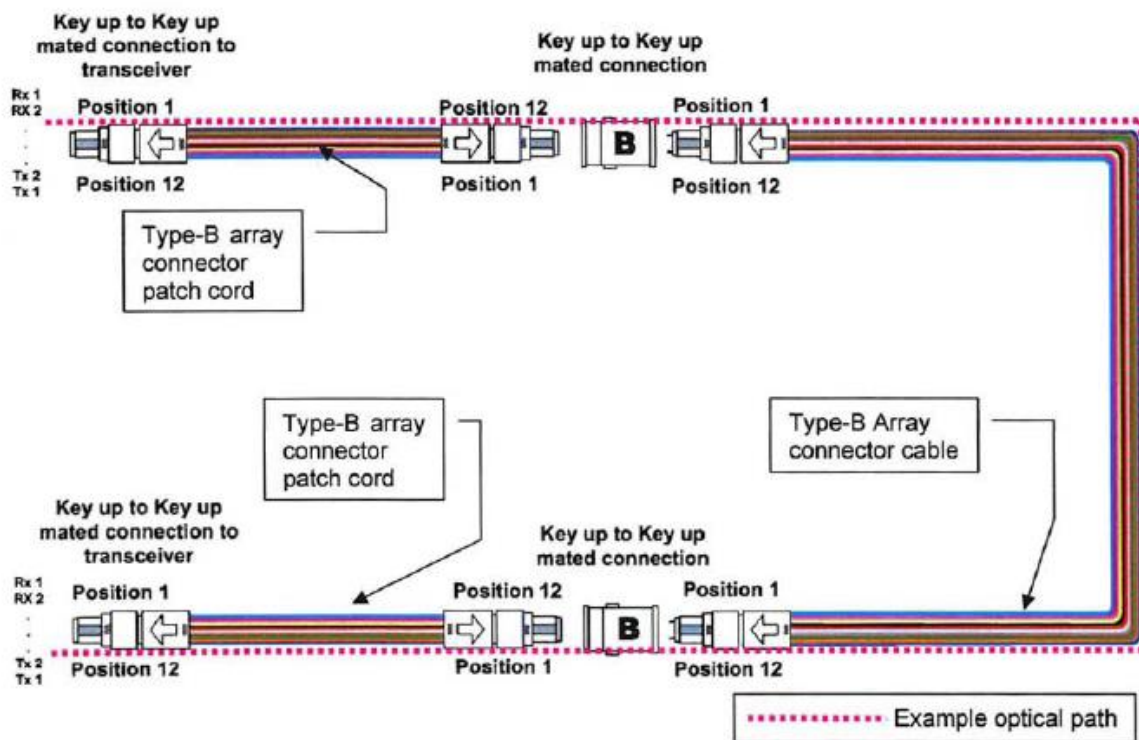 Key up to Key up
mated connection to
transceiver
Key up to Key up
mated connection
Rx 1
RX 2
Position 1
Position 12
Position 1
B
Tx 2
Tx 1
Position 12
Position 1
Position 12
Type-B array
connector
patch cord
Type-B array
connector
patch cord
Type-B Array
connector cable
Key up to Key up
mated connection to
transceiver
Key up to Key up
mated connection
Rx 1
RX 2
Position 1
Position 12
Position 1
B
Tx 2
Tx 1
Position 12
Position 1
Position 12
Example optical path